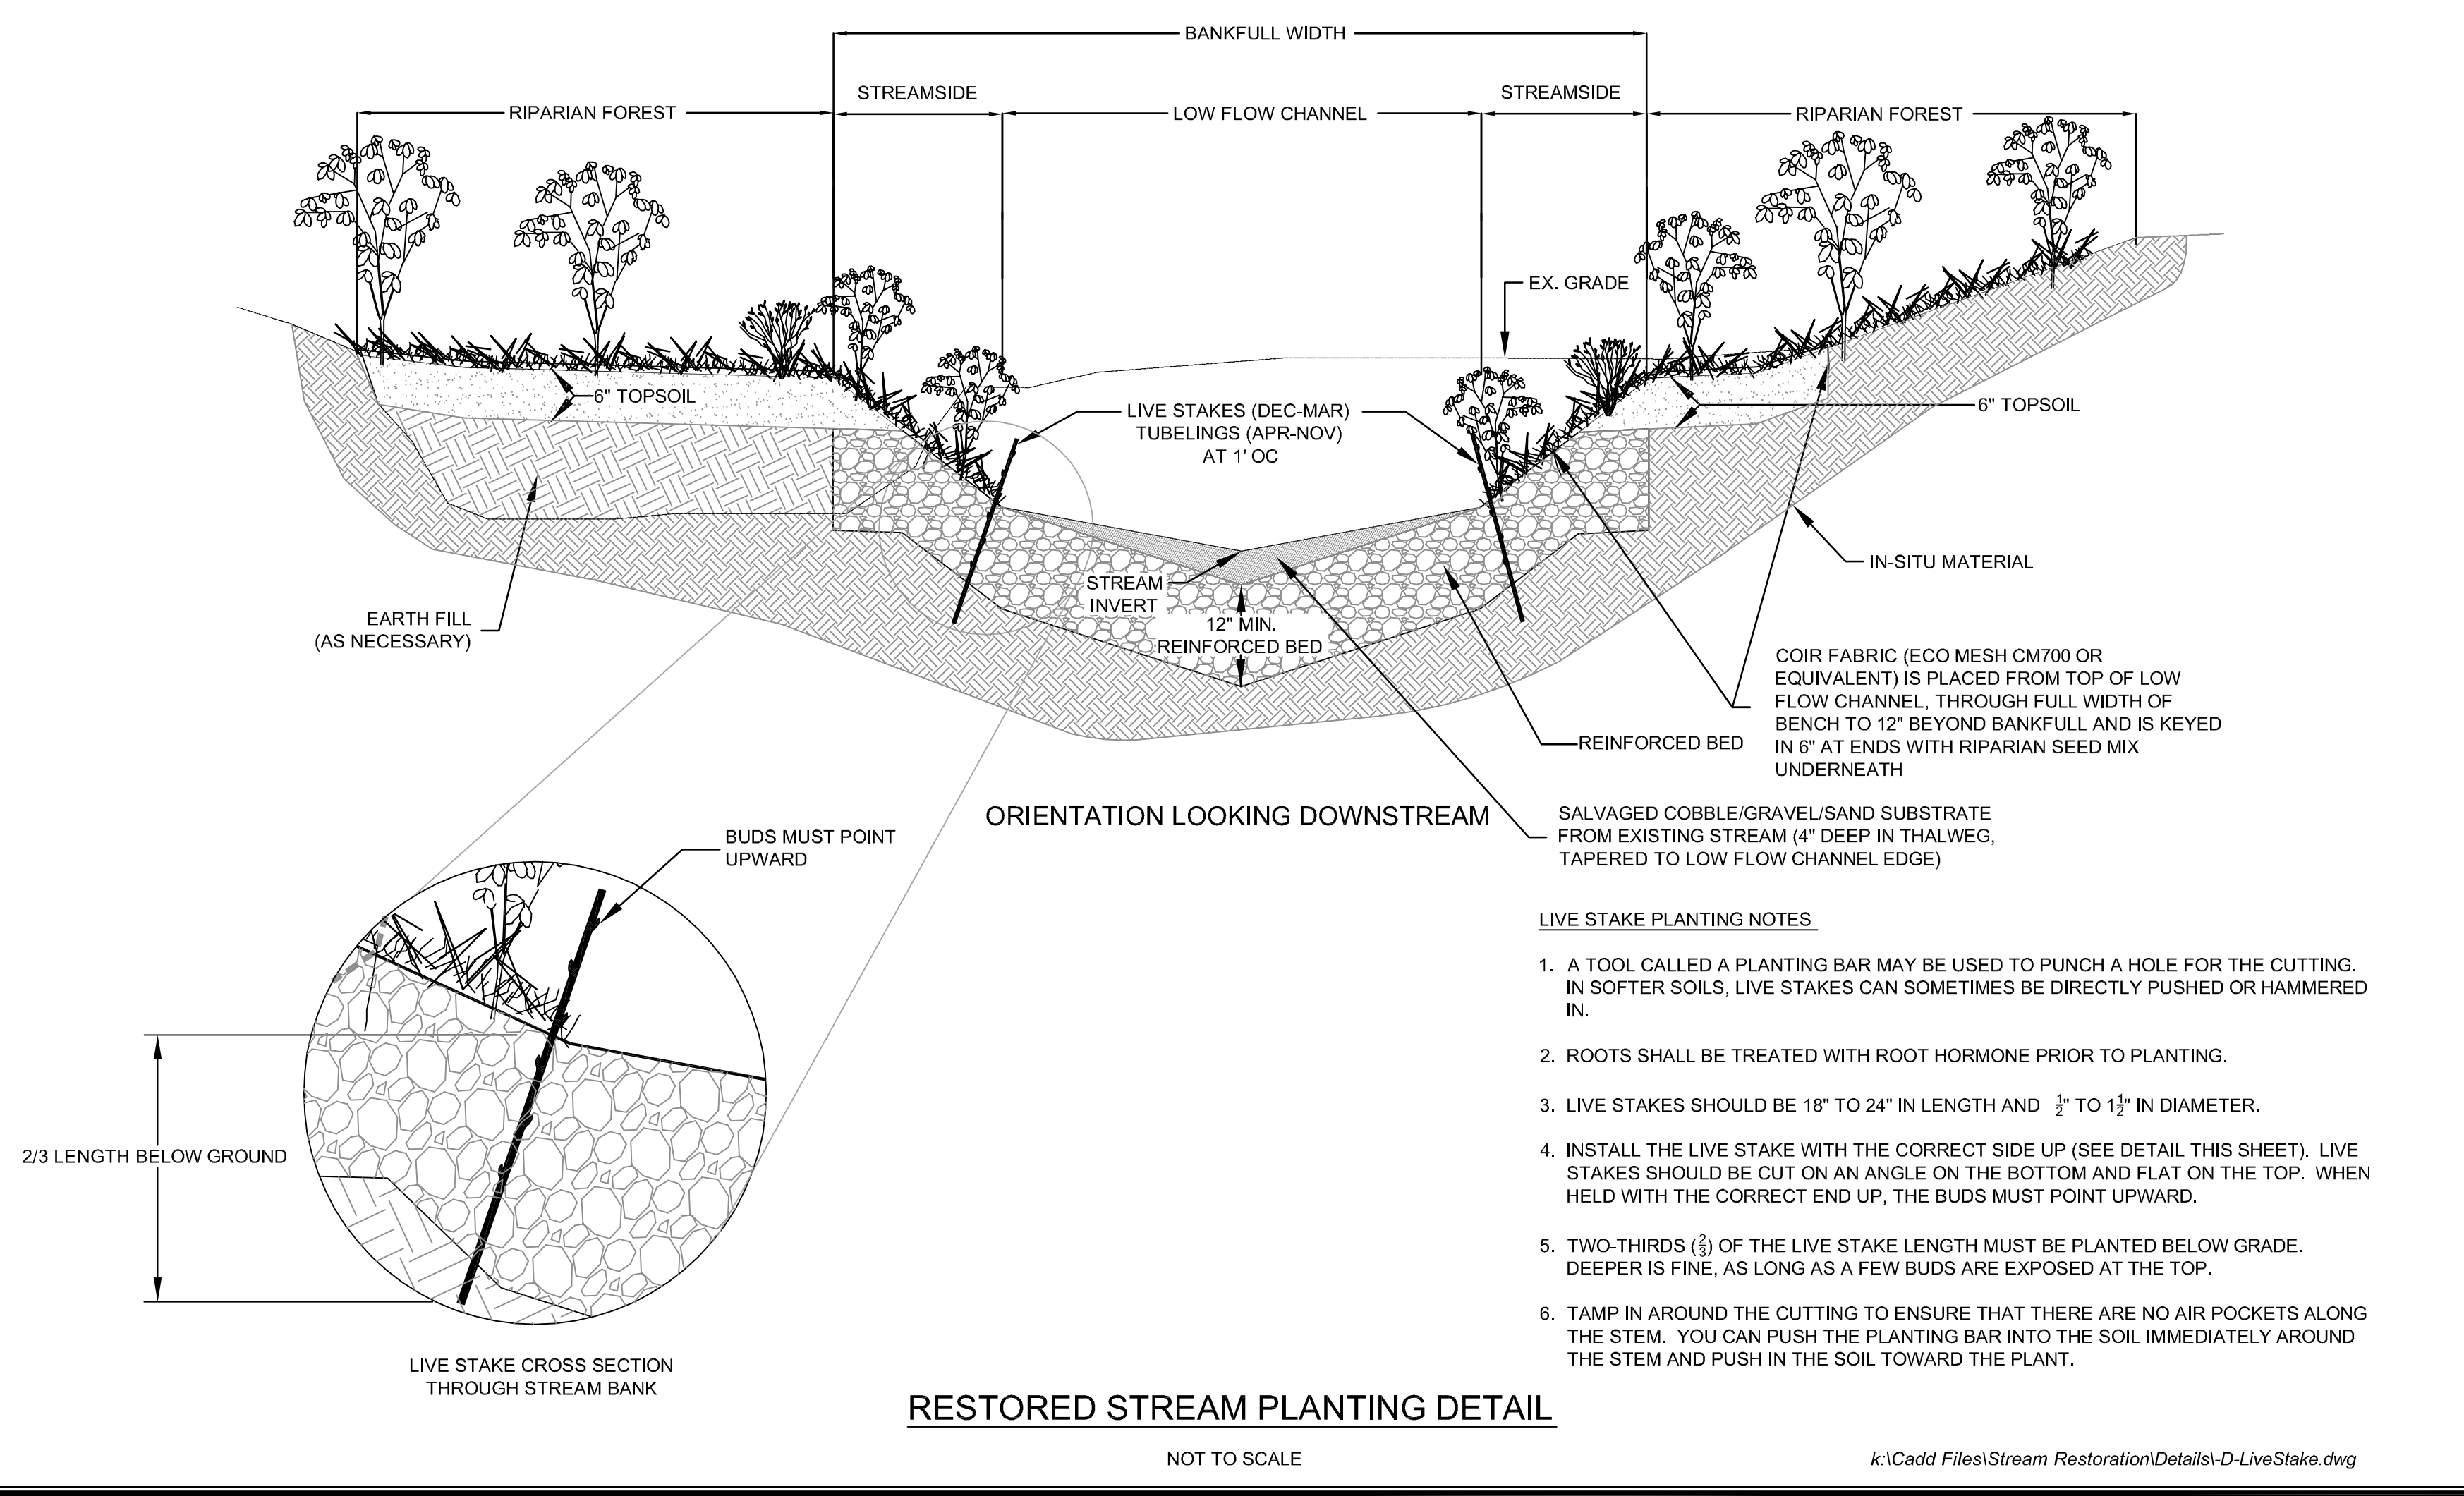 BANKFULL WIDTH
STREAMSIDE
STREAMSIDE
RIPARIAN FOREST
LOW FLOW CHANNEL
RIPARIAN FOREST
EX. GRADE
6" TOPSOIL
LIVE STAKES (DEC-MAR)
TUBELINGS (APR-NOV)
AT 1' OC
6" TOPSOIL
IN-SITU MATERIAL
STREAM
INVERT
EARTH FILL
(AS NECESSARY)
12" MIN.
REINFORCED BED
COIR FABRIC (ECO MESH CM700 OR
EQUIVALENT) IS PLACED FROM TOP OF LOW
FLOW CHANNEL, THROUGH FULL WIDTH OF
BENCH TO 12" BEYOND BANKFULL AND IS KEYED
IN 6" AT ENDS WITH RIPARIAN SEED MIX
UNDERNEATH
REINFORCED BED
ORIENTATION LOOKING DOWNSTREAM
SALVAGED COBBLE/GRAVEL/SAND SUBSTRATE
FROM EXISTING STREAM (4" DEEP IN THALWEG,
TAPERED TO LOW FLOW CHANNEL EDGE)
BUDS MUST POINT
UPWARD
2/3 LENGTH BELOW GROUND
LIVE STAKE CROSS SECTION
THROUGH STREAM BANK
LIVE STAKE PLANTING NOTES
1. A TOOL CALLED A PLANTING BAR MAY BE USED TO PUNCH A HOLE FOR THE CUTTING.
IN SOFTER SOILS, LIVE STAKES CAN SOMETIMES BE DIRECTLY PUSHED OR HAMMERED
IN.
2. ROOTS SHALL BE TREATED WITH ROOT HORMONE PRIOR TO PLANTING.
3. LIVE STAKES SHOULD BE 18" TO 24" IN LENGTH AND ½" TO 1½" IN DIAMETER.
4. INSTALL THE LIVE STAKE WITH THE CORRECT SIDE UP (SEE DETAIL THIS SHEET). LIVE
STAKES SHOULD BE CUT ON AN ANGLE ON THE BOTTOM AND FLAT ON THE TOP. WHEN
HELD WITH THE CORRECT END UP, THE BUDS MUST POINT UPWARD.
5. TWO-THIRDS (⅔) OF THE LIVE STAKE LENGTH MUST BE PLANTED BELOW GRADE.
DEEPER IS FINE, AS LONG AS A FEW BUDS ARE EXPOSED AT THE TOP.
6. TAMP IN AROUND THE CUTTING TO ENSURE THAT THERE ARE NO AIR POCKETS ALONG
THE STEM. YOU CAN PUSH THE PLANTING BAR INTO THE SOIL IMMEDIATELY AROUND
THE STEM AND PUSH IN THE SOIL TOWARD THE PLANT.
RESTORED STREAM PLANTING DETAIL
NOT TO SCALE
k:\Cadd Files\Stream Restoration\Details\-D-LiveStake.dwg